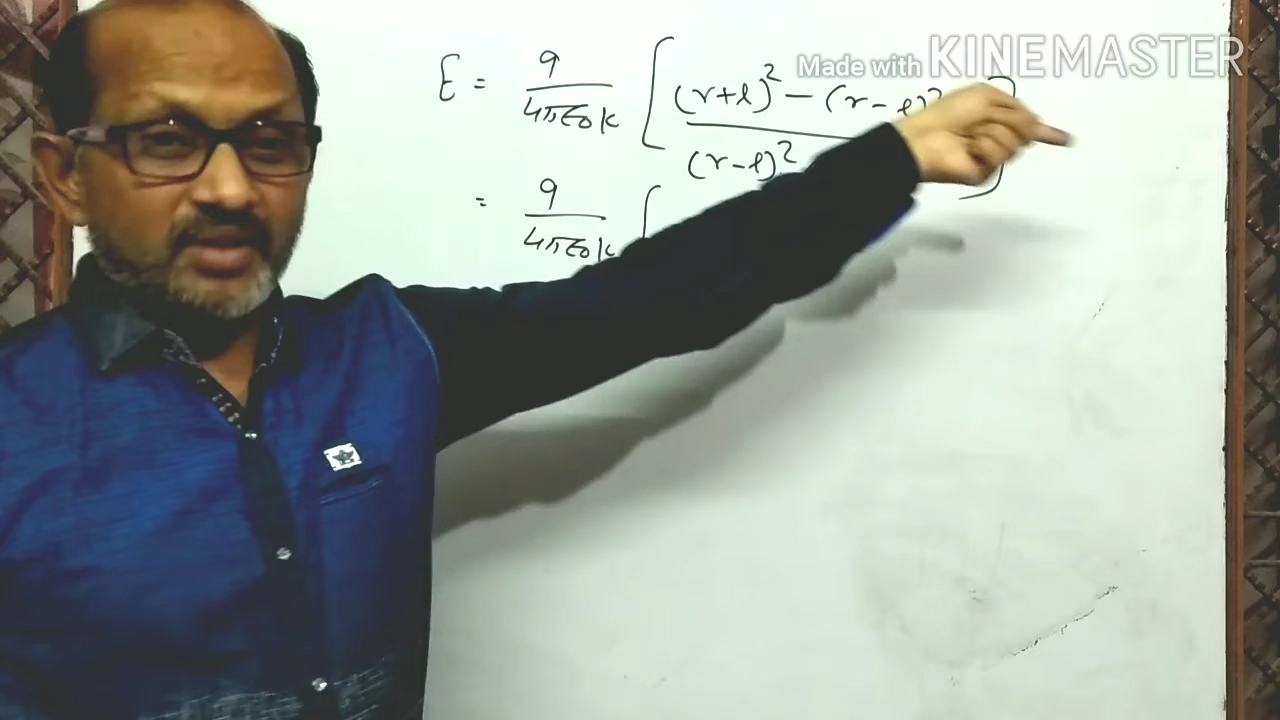 Made with KINEMASTER
E = q / 4πε0k [ (r+l)² − (r−l)² / (r−l)² ]
= q / 4πε0k [